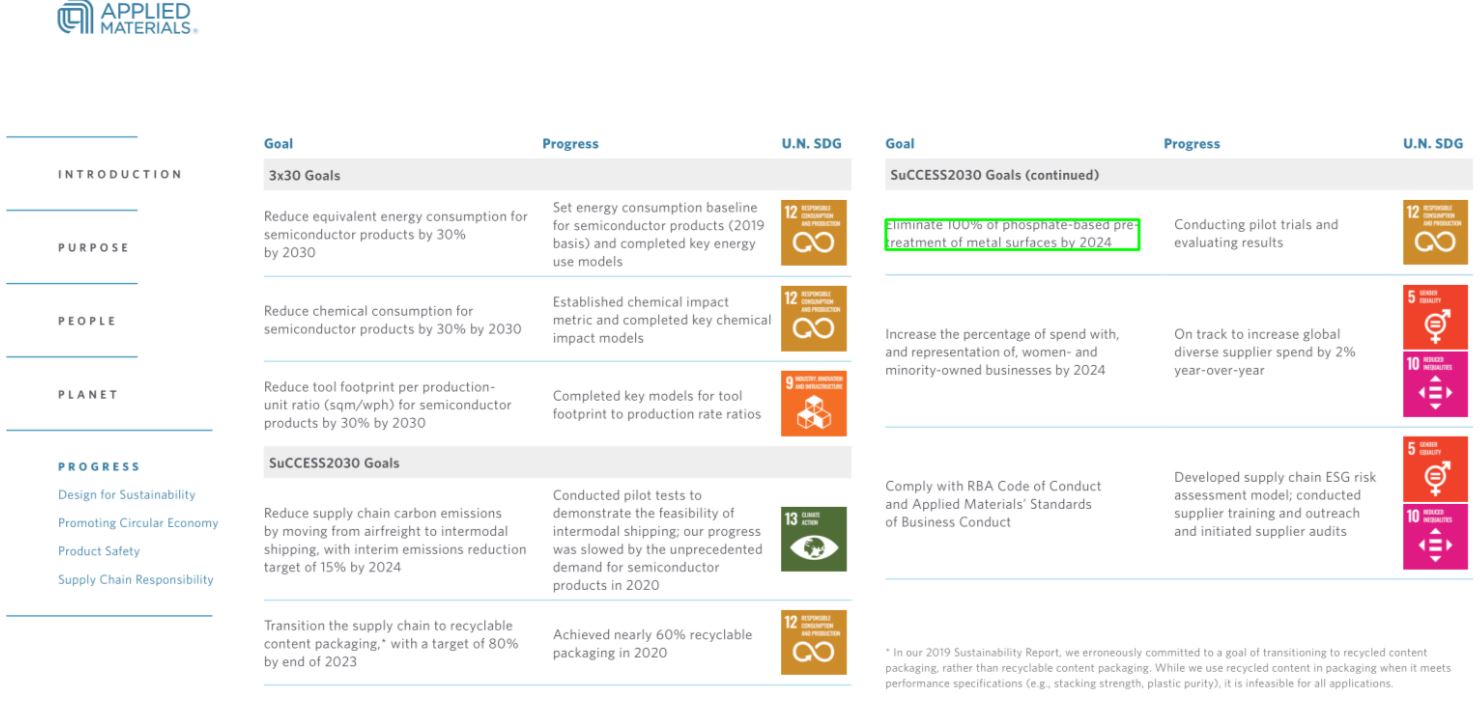 APPLIED
MATERIALS®
INTRODUCTION
PURPOSE
PEOPLE
PLANET
PROGRESS
Design for Sustainability
Promoting Circular Economy
Product Safety
Supply Chain Responsibility
Goal Progress U.N. SDG
3x30 Goals
Reduce equivalent energy consumption for
semiconductor products by 30%
by 2030
Set energy consumption baseline
for semiconductor products (2019
basis) and completed key energy
use models
12 RESPONSIBLE
CONSUMPTION
AND PRODUCTION
Reduce chemical consumption for
semiconductor products by 30% by 2030
Established chemical impact
metric and completed key chemical
impact models
12 RESPONSIBLE
CONSUMPTION
AND PRODUCTION
Reduce tool footprint per production-
unit ratio (sqm/wph) for semiconductor
products by 30% by 2030
Completed key models for tool
footprint to production rate ratios
9 INDUSTRY, INNOVATION
AND INFRASTRUCTURE
SuCCESS2030 Goals
Reduce supply chain carbon emissions
by moving from airfreight to intermodal
shipping, with interim emissions reduction
target of 15% by 2024
Conducted pilot tests to
demonstrate the feasibility of
intermodal shipping; our progress
was slowed by the unprecedented
demand for semiconductor
products in 2020
13 CLIMATE
ACTION
Transition the supply chain to recyclable
content packaging,* with a target of 80%
by end of 2023
Achieved nearly 60% recyclable
packaging in 2020
12 RESPONSIBLE
CONSUMPTION
AND PRODUCTION
Goal Progress U.N. SDG
SuCCESS2030 Goals (continued)
Eliminate 100% of phosphate-based pre-
treatment of metal surfaces by 2024
Conducting pilot trials and
evaluating results
12 RESPONSIBLE
CONSUMPTION
AND PRODUCTION
Increase the percentage of spend with,
and representation of, women- and
minority-owned businesses by 2024
On track to increase global
diverse supplier spend by 2%
year-over-year
5 GENDER
EQUALITY
10 REDUCED
INEQUALITIES
Comply with RBA Code of Conduct
and Applied Materials' Standards
of Business Conduct
Developed supply chain ESG risk
assessment model; conducted
supplier training and outreach
and initiated supplier audits
5 GENDER
EQUALITY
10 REDUCED
INEQUALITIES
* In our 2019 Sustainability Report, we erroneously committed to a goal of transitioning to recycled content
packaging, rather than recyclable content packaging. While we use recycled content in packaging when it meets
performance specifications (e.g., stacking strength, plastic purity), it is infeasible for all applications.